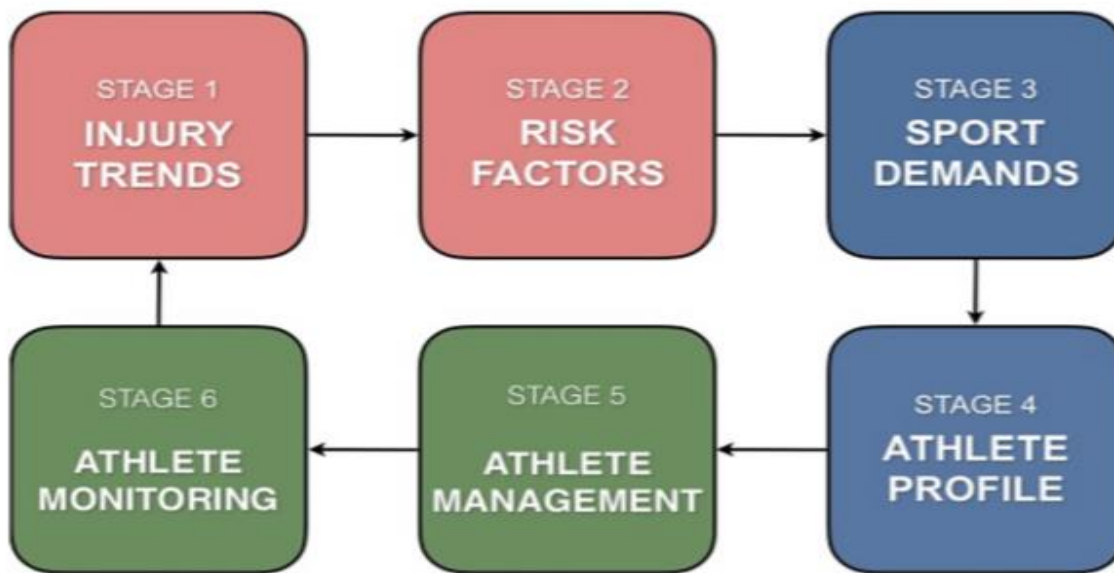 STAGE 1
INJURY
TRENDS
STAGE 2
RISK
FACTORS
STAGE 3
SPORT
DEMANDS
STAGE 4
ATHLETE
PROFILE
STAGE 5
ATHLETE
MANAGEMENT
STAGE 6
ATHLETE
MONITORING